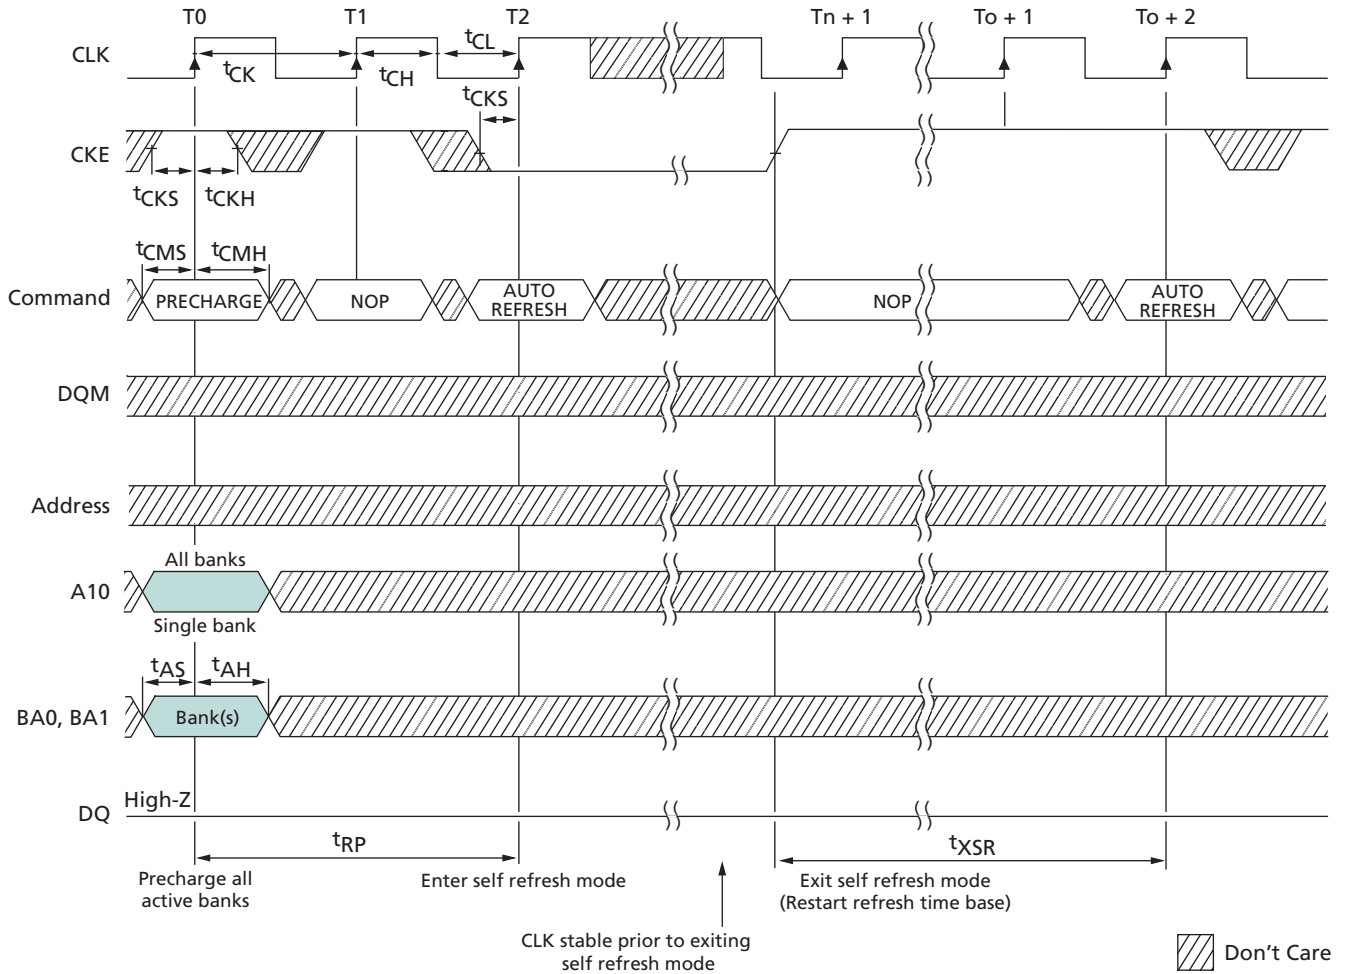 T0 T1 T2 Tn + 1 To + 1 To + 2
CLK
tCK tCH tCL
tCKS
CKE
tCKS tCKH
tCMS tCMH
Command PRECHARGE NOP AUTO REFRESH NOP AUTO REFRESH
DQM
Address
All banks
A10
Single bank
tAS tAH
BA0, BA1 Bank(s)
High-Z
DQ
tRP tXSR
Precharge all
active banks
Enter self refresh mode
Exit self refresh mode
(Restart refresh time base)
CLK stable prior to exiting
self refresh mode
Don't Care